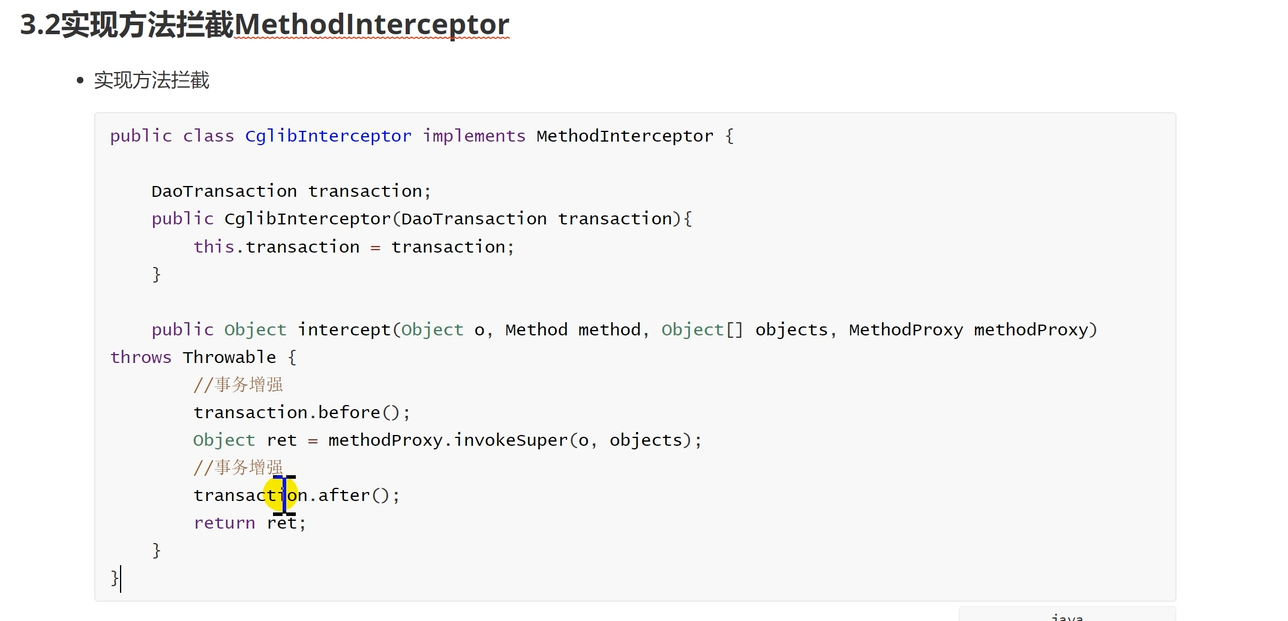 3.2实现方法拦截MethodInterceptor
• 实现方法拦截
public class CglibInterceptor implements MethodInterceptor {
DaoTransaction transaction;
public CglibInterceptor(DaoTransaction transaction){
this.transaction = transaction;
}
public Object intercept(Object o, Method method, Object[] objects, MethodProxy methodProxy)
throws Throwable {
//事务增强
transaction.before();
Object ret = methodProxy.invokeSuper(o, objects);
//事务增强
transaction.after();
return ret;
}
}
java